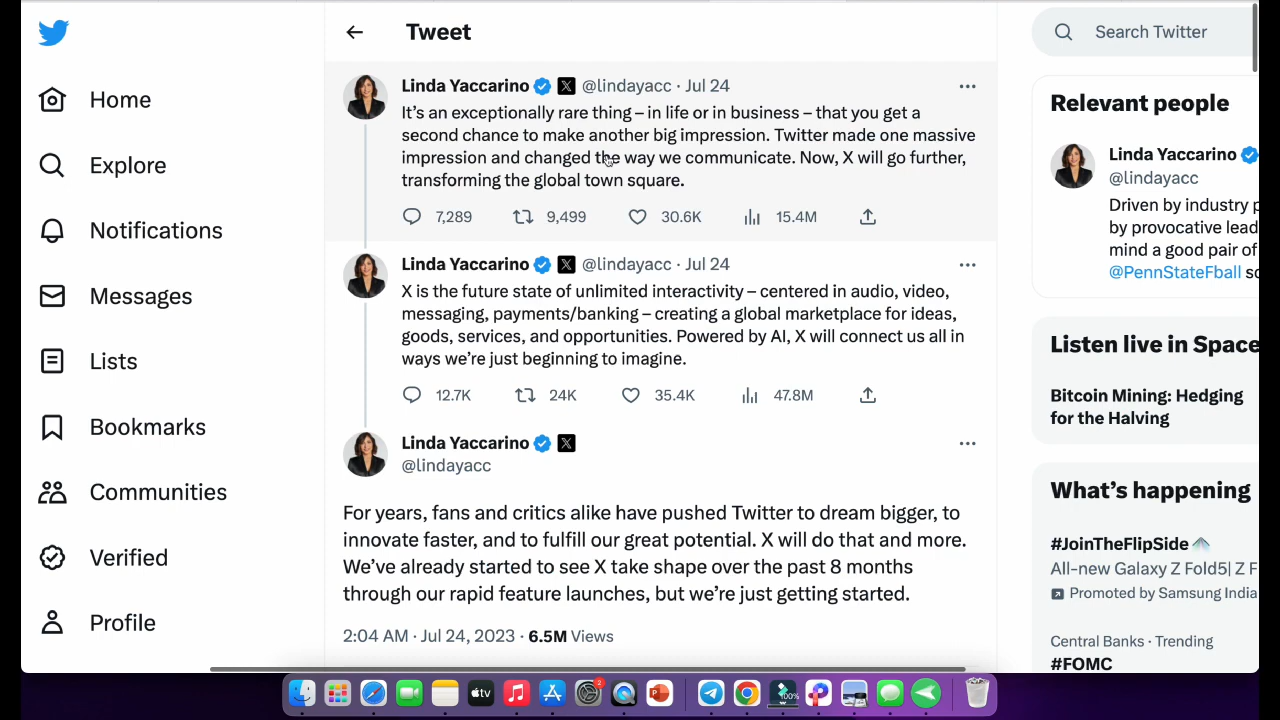 Tweet
Search Twitter
Home
Explore
Notifications
Messages
Lists
Bookmarks
Communities
Verified
Profile
Linda Yaccarino @lindayacc · Jul 24
It's an exceptionally rare thing – in life or in business – that you get a
second chance to make another big impression. Twitter made one massive
impression and changed the way we communicate. Now, X will go further,
transforming the global town square.
7,289 9,499 30.6K 15.4M
Linda Yaccarino @lindayacc · Jul 24
X is the future state of unlimited interactivity – centered in audio, video,
messaging, payments/banking – creating a global marketplace for ideas,
goods, services, and opportunities. Powered by AI, X will connect us all in
ways we're just beginning to imagine.
12.7K 24K 35.4K 47.8M
Linda Yaccarino
@lindayacc
For years, fans and critics alike have pushed Twitter to dream bigger, to
innovate faster, and to fulfill our great potential. X will do that and more.
We've already started to see X take shape over the past 8 months
through our rapid feature launches, but we're just getting started.
2:04 AM · Jul 24, 2023 · 6.5M Views
Relevant people
Linda Yaccarino
@lindayacc
Driven by industry p
by provocative lead
mind a good pair of
@PennStateFball so
Listen live in Space
Bitcoin Mining: Hedging
for the Halving
What's happening
#JoinTheFlipSide
All-new Galaxy Z Fold5| Z F
Promoted by Samsung India
Central Banks · Trending
#FOMC
tv
2
100%